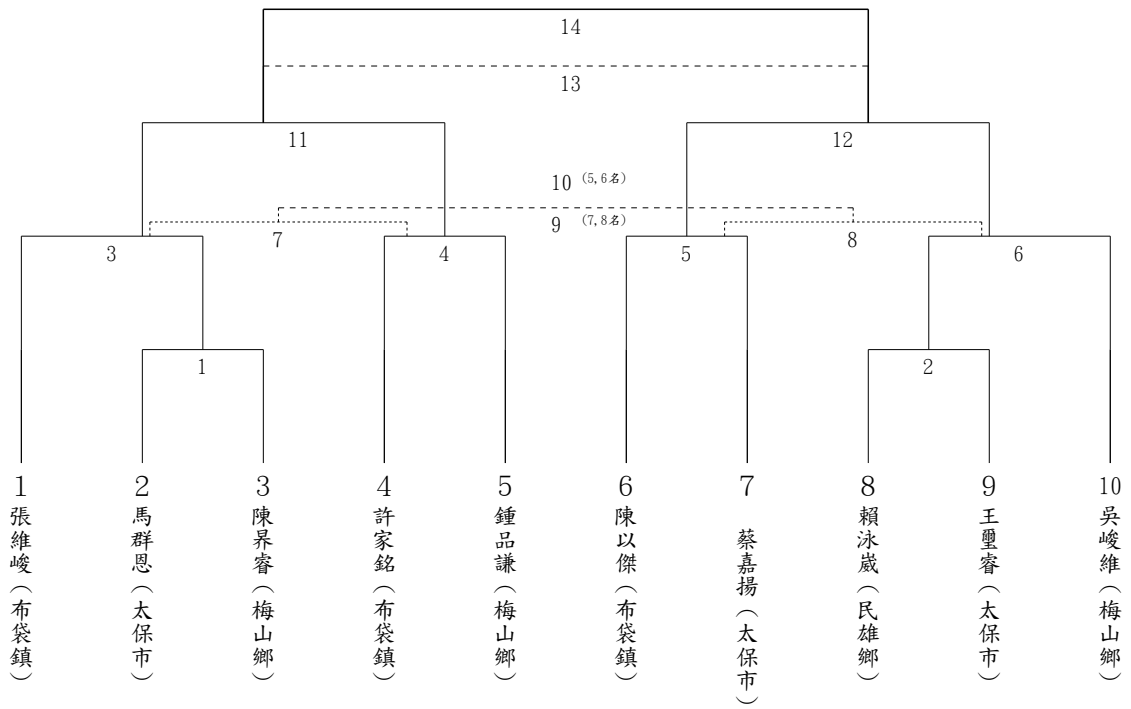 14
13
11
12
10 (5,6名)
9 (7,8名)
3
7
4
5
8
6
1
2
1
張維峻(布袋鎮)
2
馬群恩(太保市)
3
陳昇睿(梅山鄉)
4
許家銘(布袋鎮)
5
鍾品謙(梅山鄉)
6
陳以傑(布袋鎮)
7
蔡嘉揚(太保市)
8
賴泳崴(民雄鄉)
9
王璽睿(太保市)
10
吳峻維(梅山鄉)